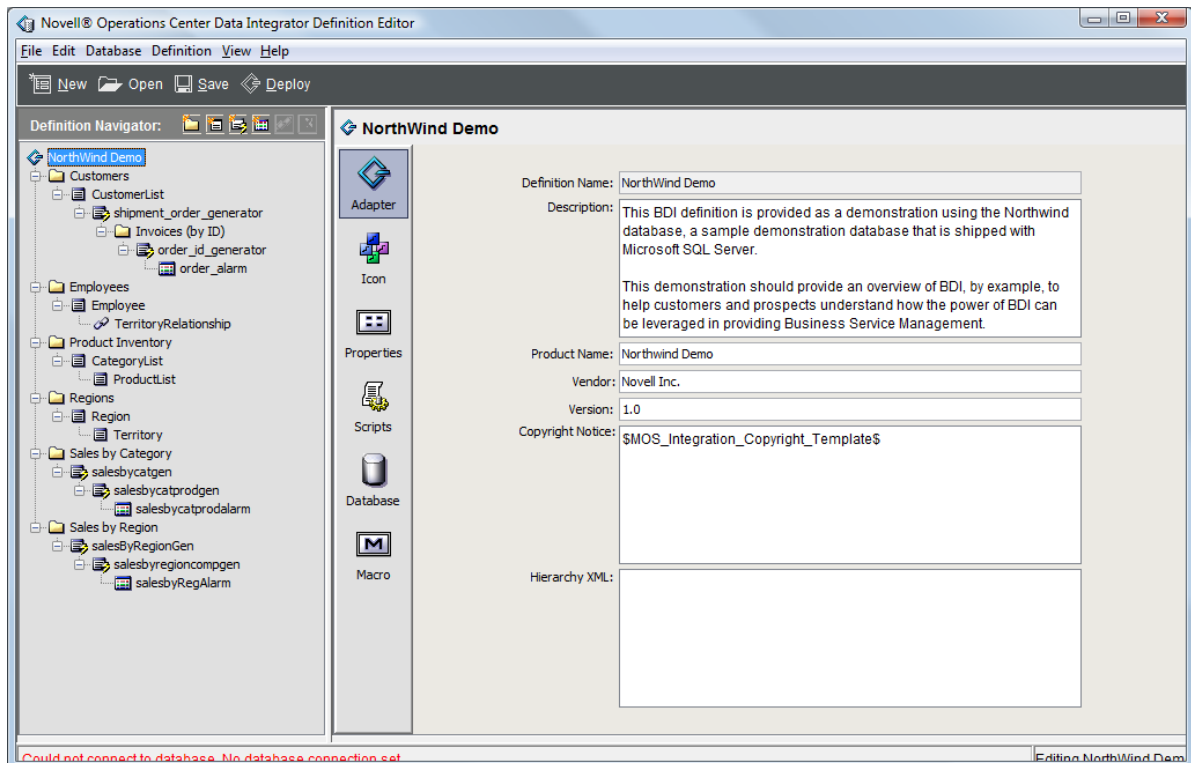 Novell® Operations Center Data Integrator Definition Editor
File Edit Database Definition View Help
New Open Save Deploy
Definition Navigator:
NorthWind Demo
Customers
CustomerList
shipment_order_generator
Invoices (by ID)
order_id_generator
order_alarm
Employees
Employee
TerritoryRelationship
Product Inventory
CategoryList
ProductList
Regions
Region
Territory
Sales by Category
salesbycatgen
salesbycatprodgen
salesbycatprodalarm
Sales by Region
salesByRegionGen
salesbyregioncompgen
salesbyRegAlarm
NorthWind Demo
Adapter
Icon
Properties
Scripts
Database
M
Macro
Definition Name: NorthWind Demo
Description: This BDI definition is provided as a demonstration using the Northwind
database, a sample demonstration database that is shipped with
Microsoft SQL Server.
This demonstration should provide an overview of BDI, by example, to
help customers and prospects understand how the power of BDI can
be leveraged in providing Business Service Management.
Product Name: Northwind Demo
Vendor: Novell Inc.
Version: 1.0
Copyright Notice: $MOS_Integration_Copyright_Template$
Hierarchy XML:
Could not connect to database. No database connection set
Editing NorthWind Dem